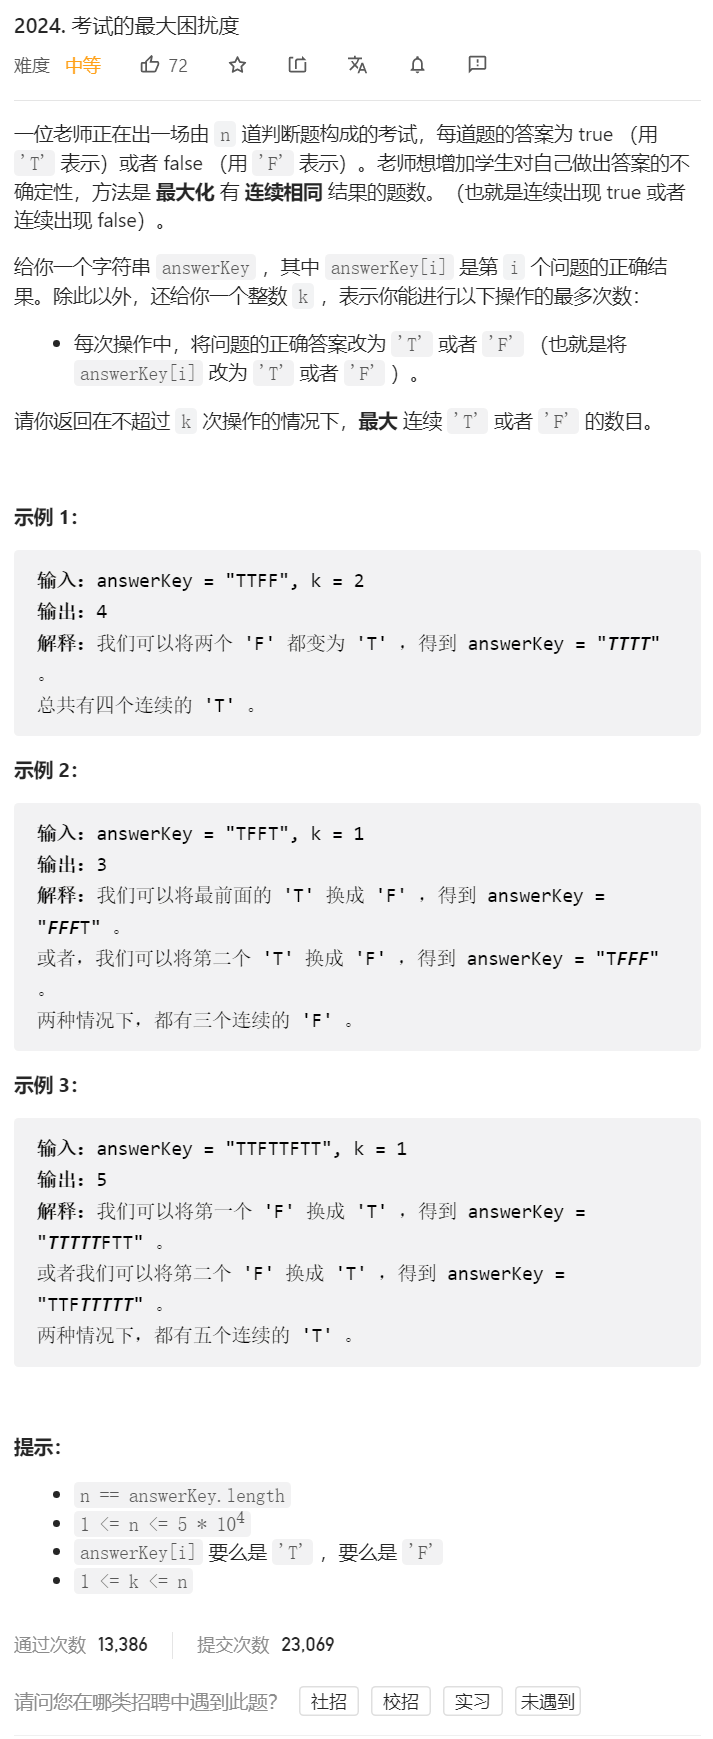 2024. 考试的最大困扰度
难度 中等 72
一位老师正在出一场由 n 道判断题构成的考试，每道题的答案为 true （用
'T' 表示）或者 false （用 'F' 表示）。老师想增加学生对自己做出答案的不
确定性，方法是 最大化 有 连续相同 结果的题数。（也就是连续出现 true 或者
连续出现 false）。
给你一个字符串 answerKey ，其中 answerKey[i] 是第 i 个问题的正确结
果。除此以外，还给你一个整数 k ，表示你能进行以下操作的最多次数：
• 每次操作中，将问题的正确答案改为 'T' 或者 'F' （也就是将
answerKey[i] 改为 'T' 或者 'F' ）。
请你返回在不超过 k 次操作的情况下，最大 连续 'T' 或者 'F' 的数目。
示例 1：
输入：answerKey = "TTFF", k = 2
输出：4
解释：我们可以将两个 'F' 都变为 'T' ，得到 answerKey = "TTTT"
。
总共有四个连续的 'T' 。
示例 2：
输入：answerKey = "TFFT", k = 1
输出：3
解释：我们可以将最前面的 'T' 换成 'F' ，得到 answerKey =
"FFFT" 。
或者，我们可以将第二个 'T' 换成 'F' ，得到 answerKey = "TFFF"
。
两种情况下，都有三个连续的 'F' 。
示例 3：
输入：answerKey = "TTFTTFTT", k = 1
输出：5
解释：我们可以将第一个 'F' 换成 'T' ，得到 answerKey =
"TTTTTFTT" 。
或者我们可以将第二个 'F' 换成 'T' ，得到 answerKey =
"TTFTTTTT" 。
两种情况下，都有五个连续的 'T' 。
提示：
• n == answerKey.length
• 1 <= n <= 5 * 10⁴
• answerKey[i] 要么是 'T' ，要么是 'F'
• 1 <= k <= n
通过次数 13,386 提交次数 23,069
请问您在哪类招聘中遇到此题？ 社招 校招 实习 未遇到